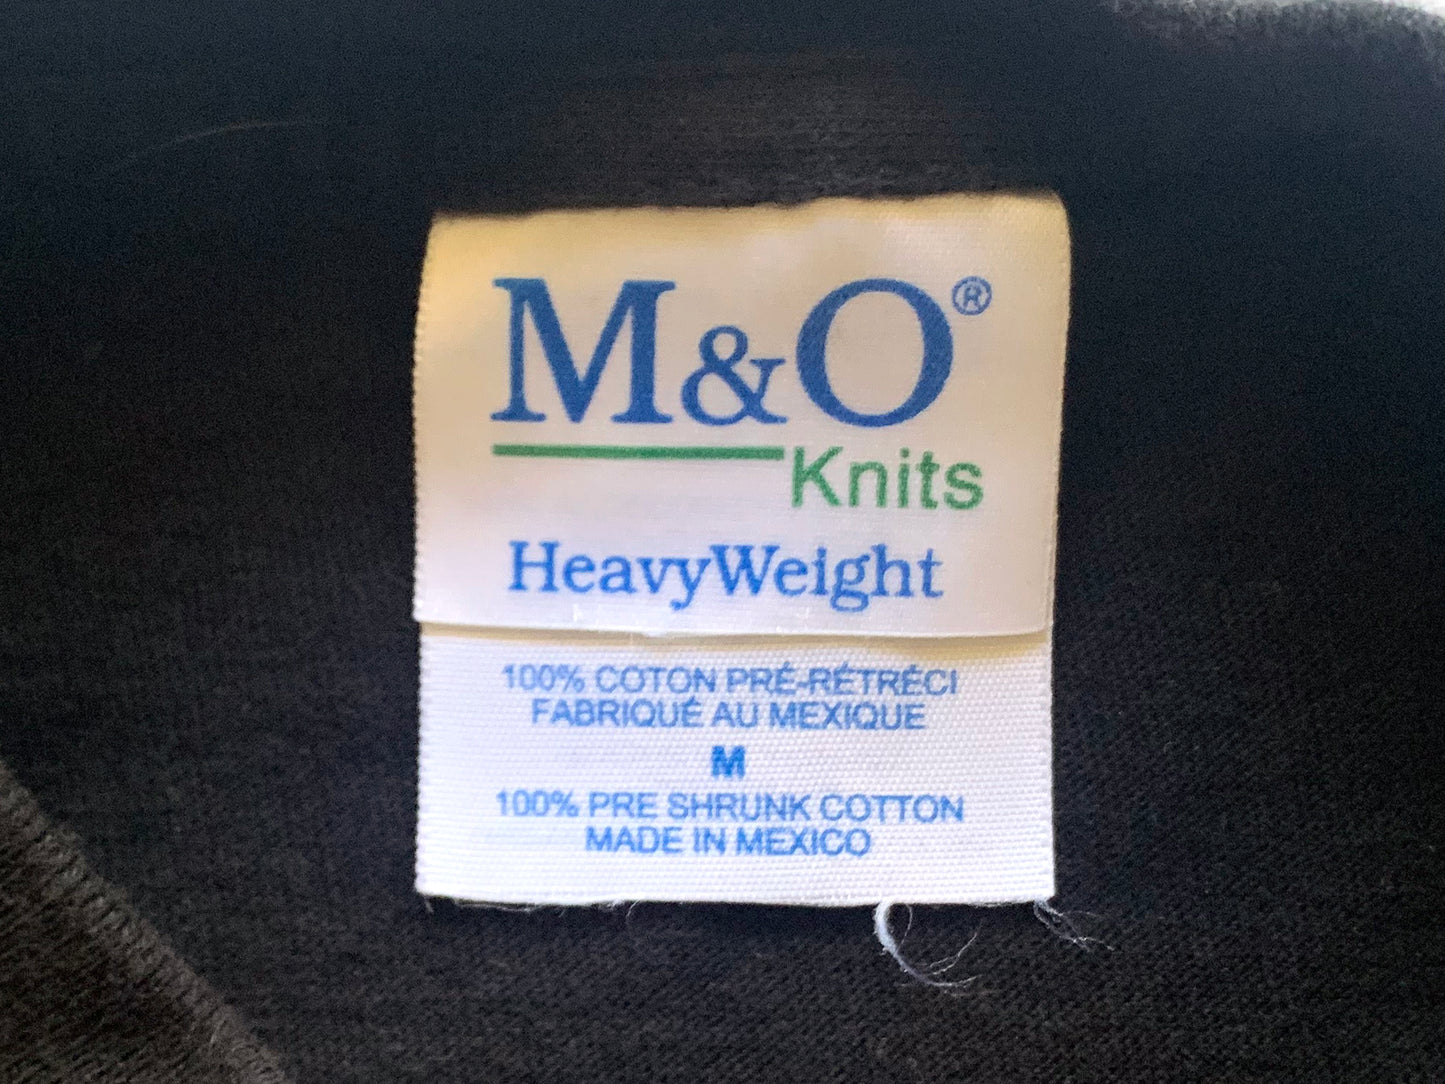 M&O®
Knits
HeavyWeight
100% COTON PRÉ-RÉTRÉCI
FABRIQUÉ AU MEXIQUE
M
100% PRE SHRUNK COTTON
MADE IN MEXICO